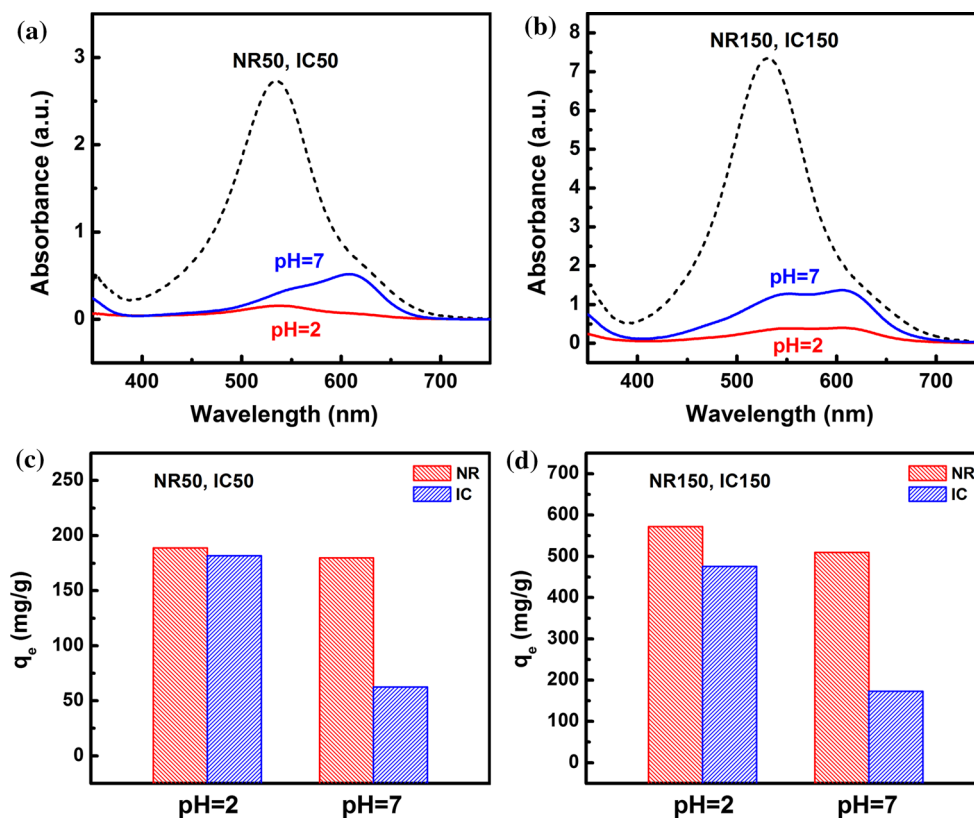 (a)
Absorbance (a.u.)
3
2
1
0
NR50, IC50
pH=7
pH=2
400 500 600 700
Wavelength (nm)
(b)
Absorbance (a.u.)
8
7
6
5
4
3
2
1
0
NR150, IC150
pH=7
pH=2
400 500 600 700
Wavelength (nm)
(c)
qe (mg/g)
250
200
150
100
50
0
NR50, IC50
NR
IC
pH=2 pH=7
(d)
qe (mg/g)
700
600
500
400
300
200
100
0
NR150, IC150
NR
IC
pH=2 pH=7